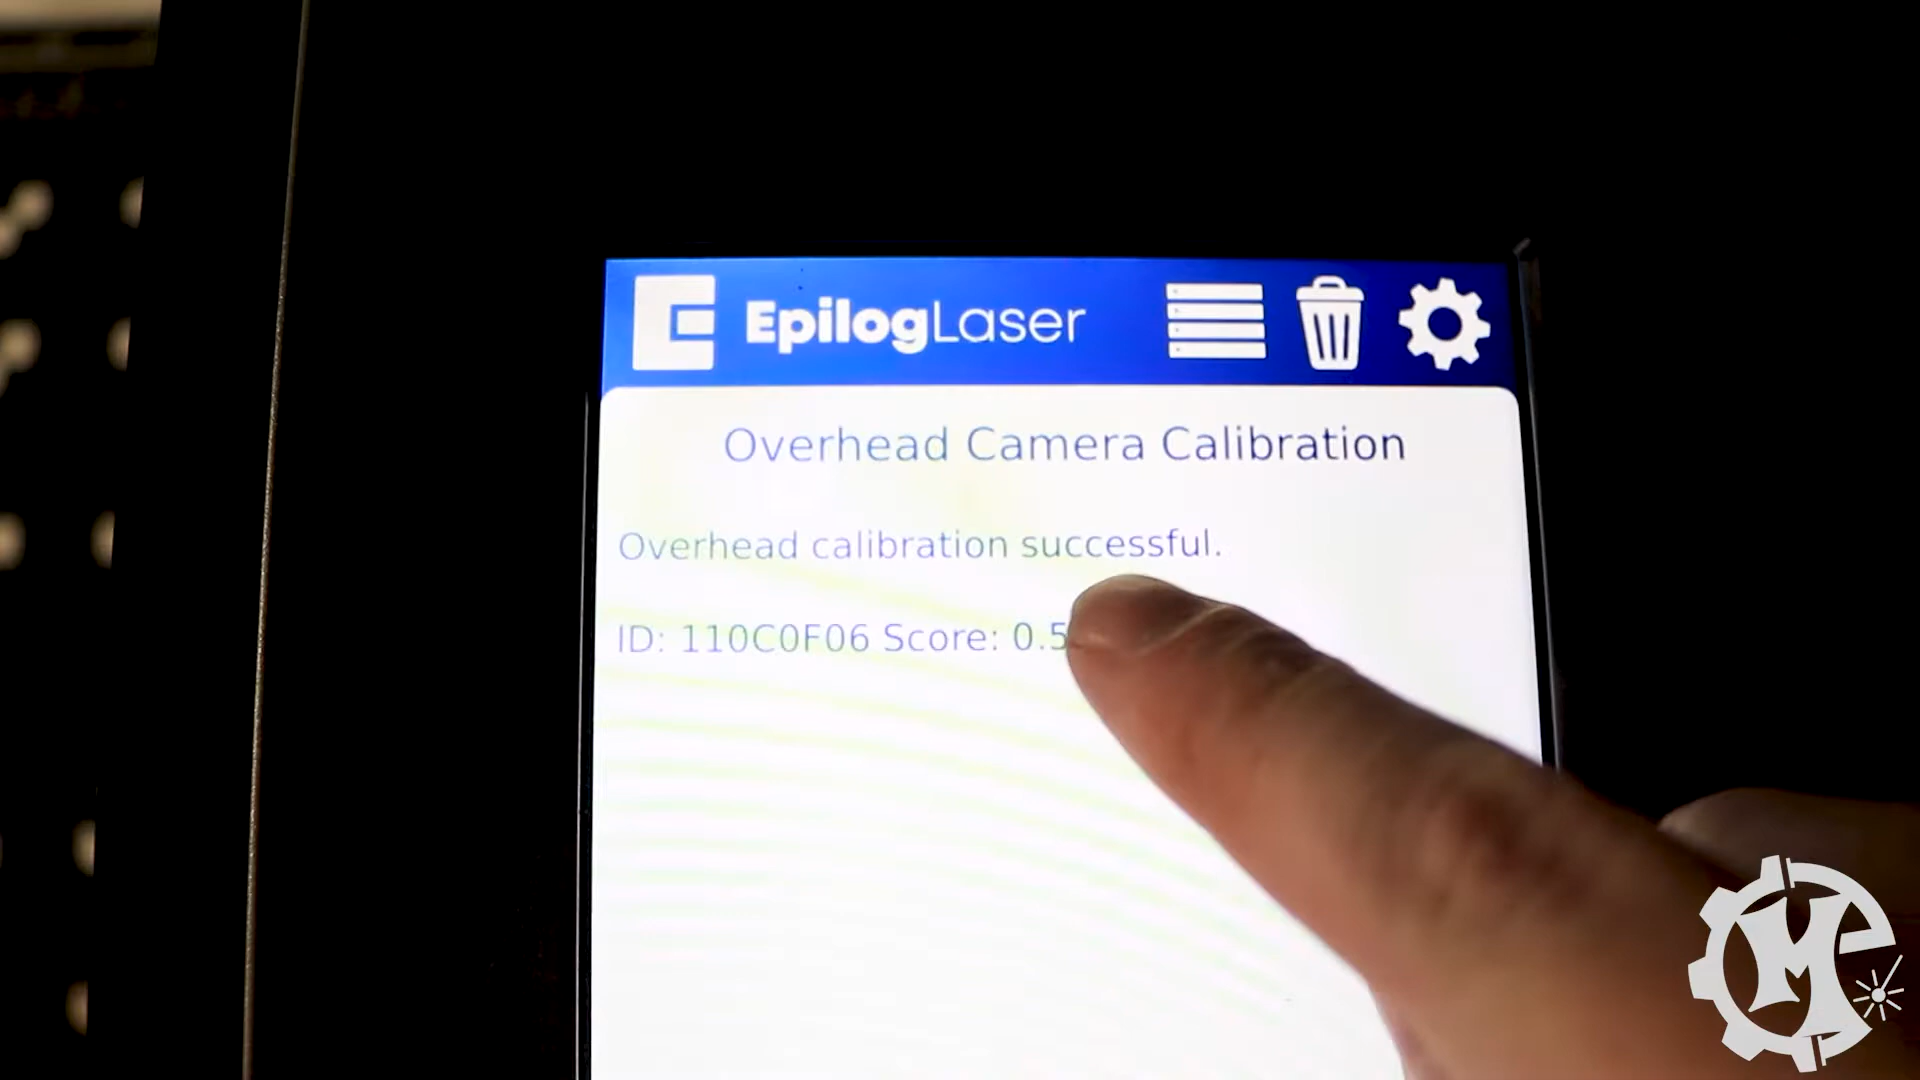 EpilogLaser
Overhead Camera Calibration
Overhead calibration successful.
ID: 110C0F06 Score: 0.5